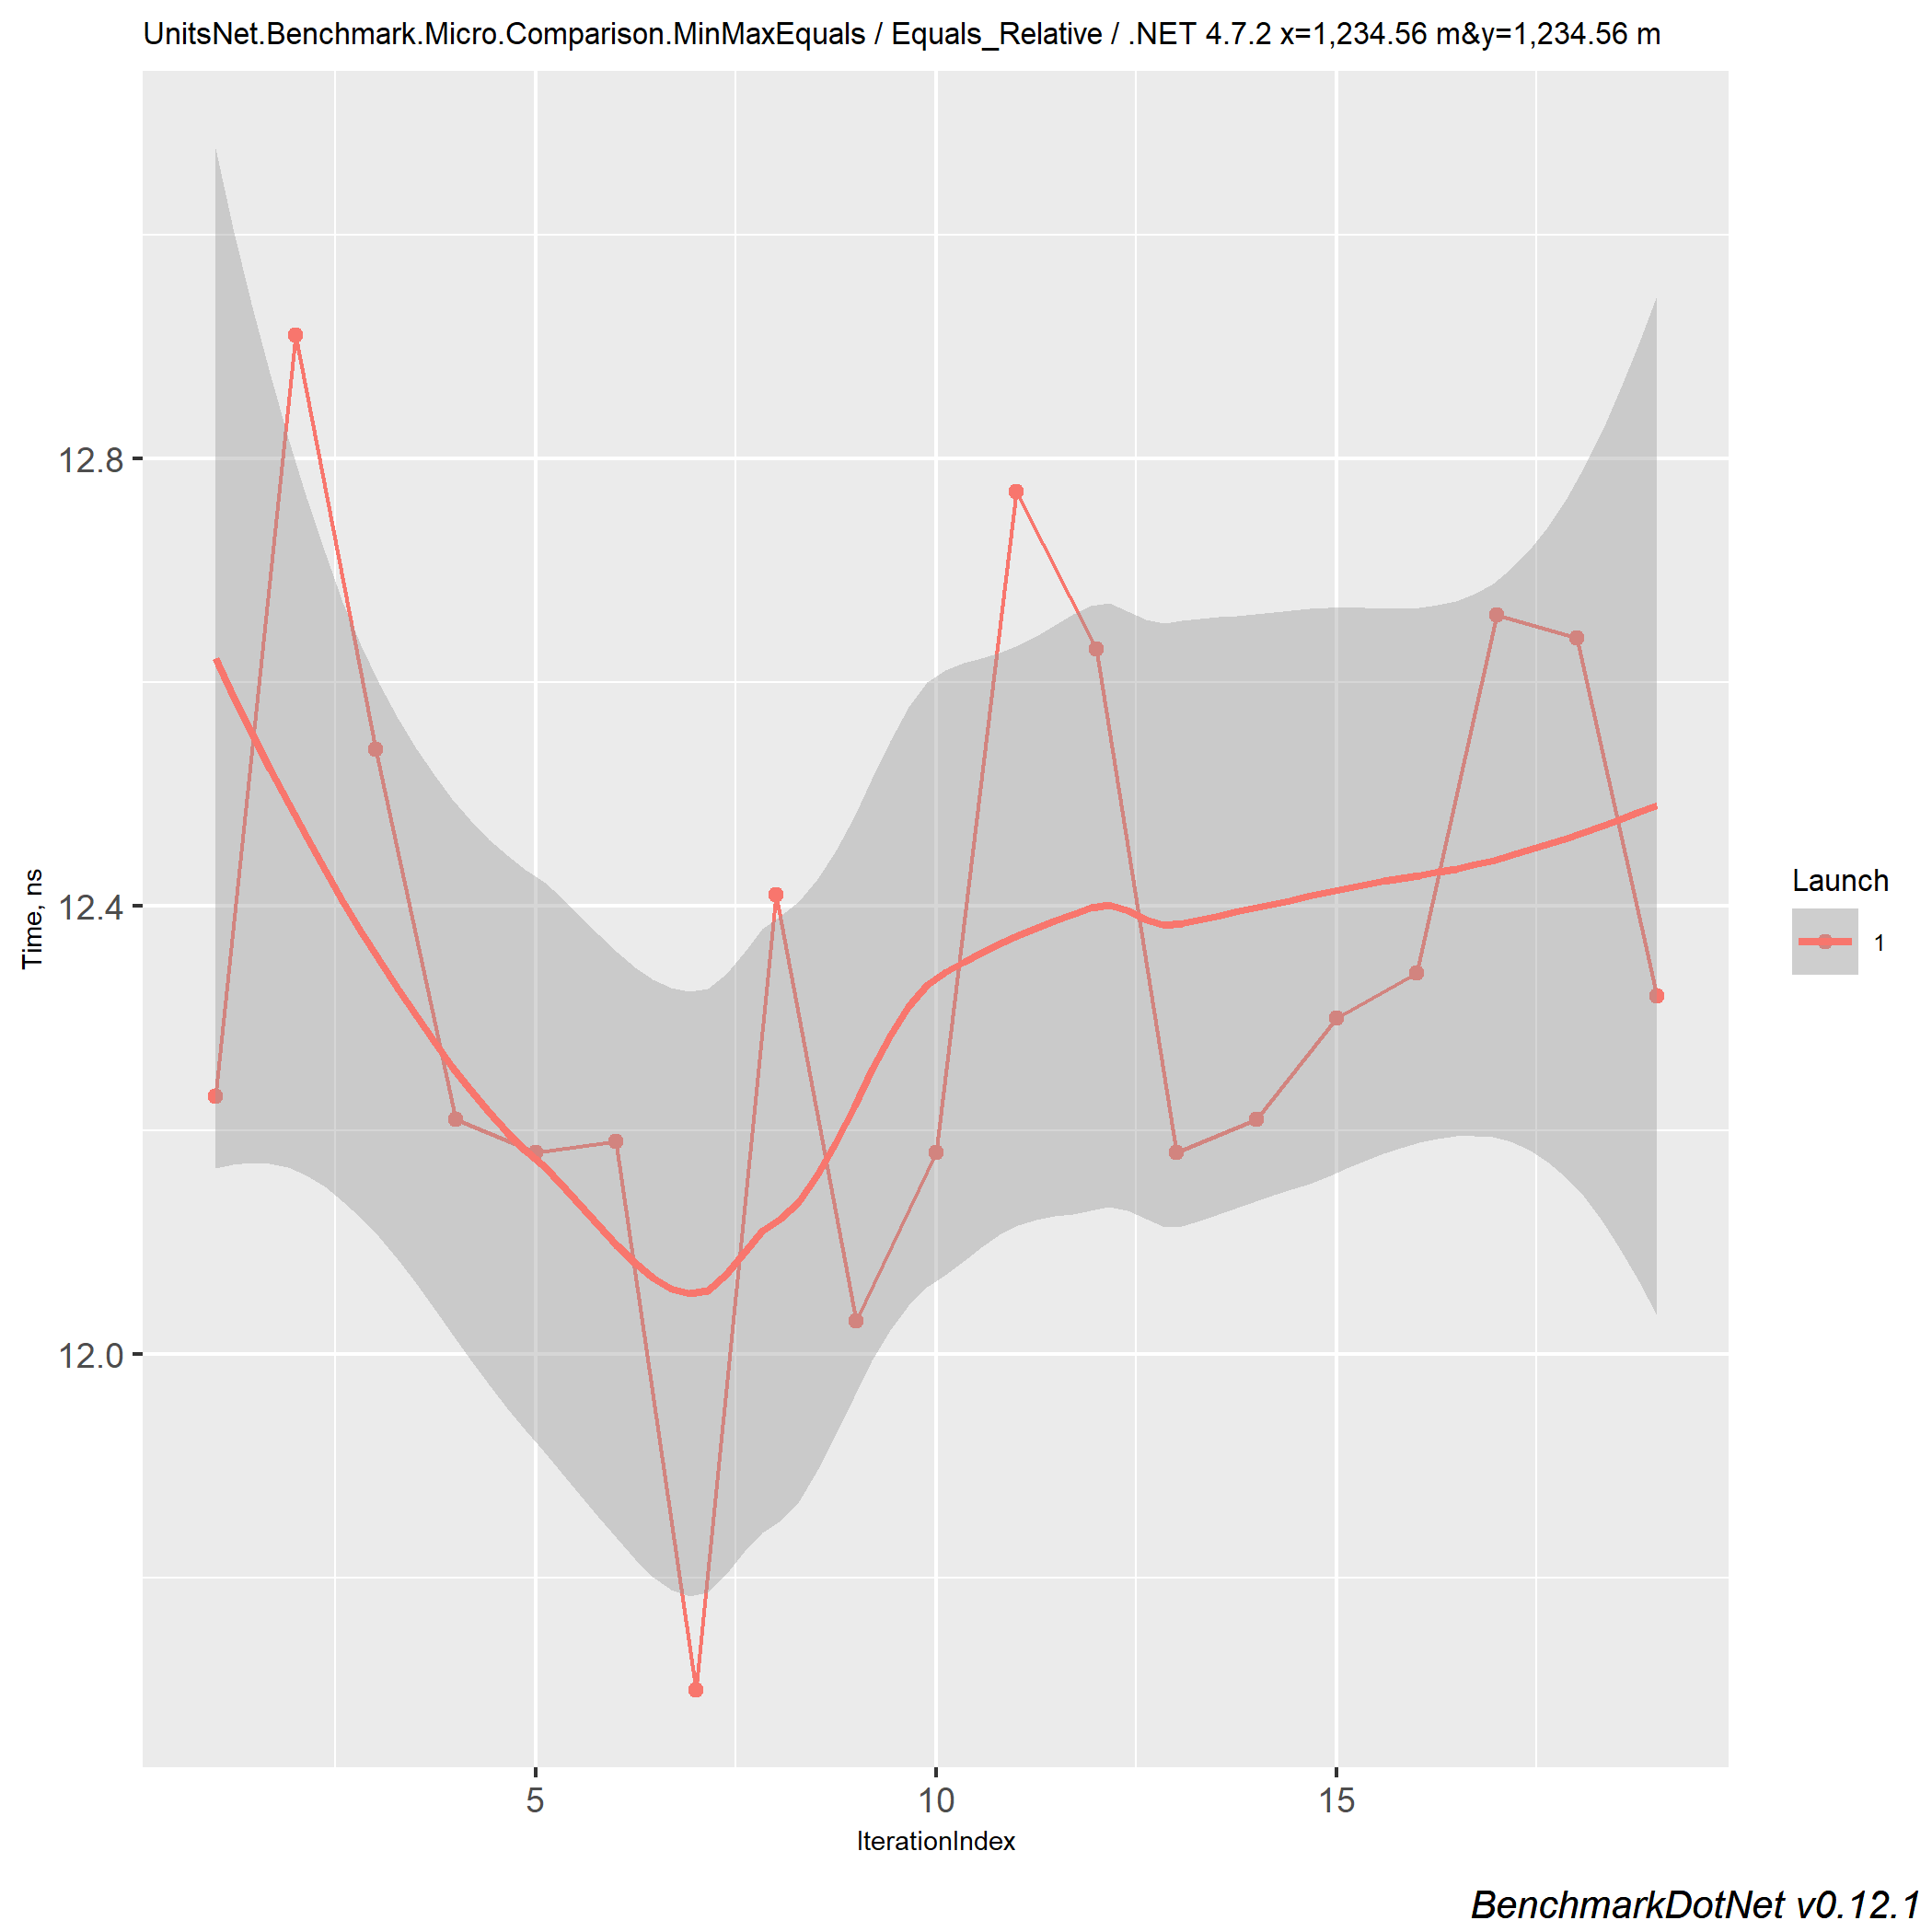 UnitsNet.Benchmark.Micro.Comparison.MinMaxEquals / Equals_Relative / .NET 4.7.2 x=1,234.56 m&y=1,234.56 m
12.8
12.4
12.0
Time, ns
5 10 15
IterationIndex
Launch
1
BenchmarkDotNet v0.12.1